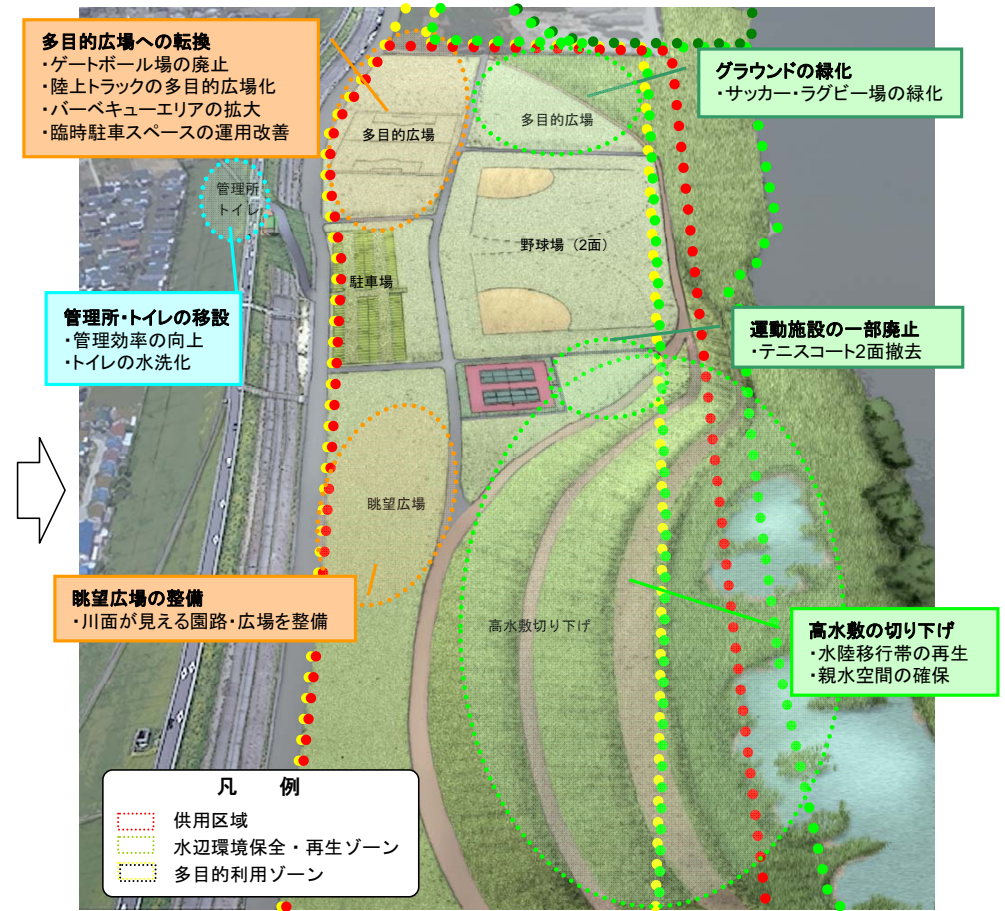 多目的広場への転換
・ゲートボール場の廃止
・陸上トラックの多目的広場化
・バーベキューエリアの拡大
・臨時駐車スペースの運用改善
グラウンドの緑化
・サッカー・ラグビー場の緑化
多目的広場
多目的広場
管理所
トイレ
野球場（2面）
駐車場
管理所・トイレの移設
・管理効率の向上
・トイレの水洗化
運動施設の一部廃止
・テニスコート2面撤去
眺望広場
眺望広場の整備
・川面が見える園路・広場を整備
高水敷切り下げ
高水敷の切り下げ
・水陸移行帯の再生
・親水空間の確保
凡　例
供用区域
水辺環境保全・再生ゾーン
多目的利用ゾーン